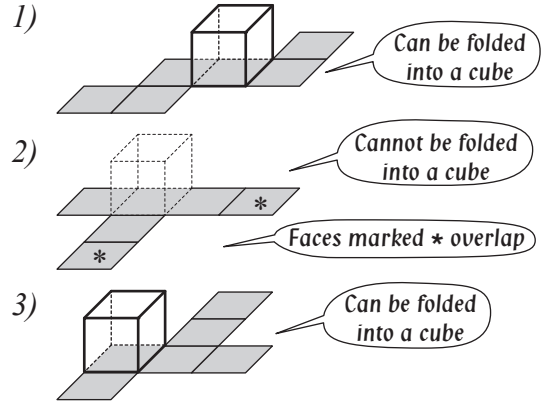 1)
Can be folded
into a cube
2)
Cannot be folded
into a cube
*
Faces marked * overlap
*
3)
Can be folded
into a cube